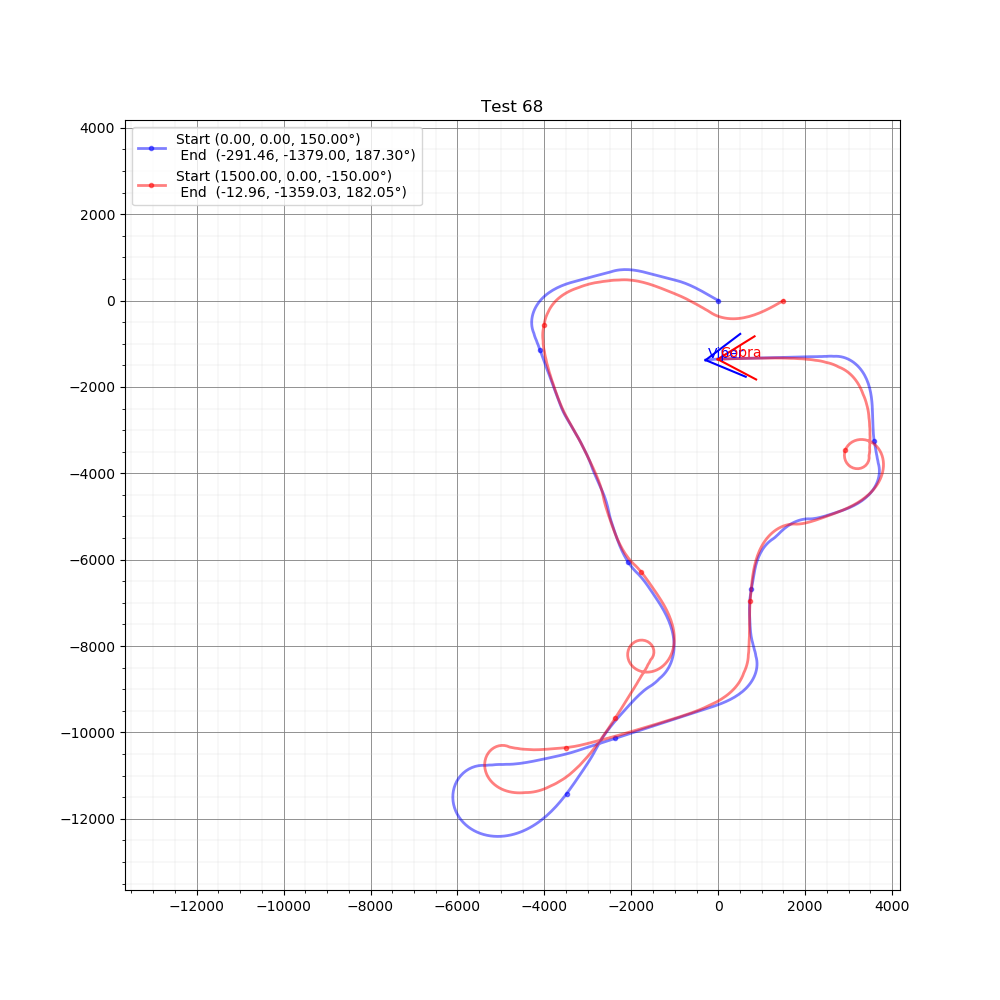 Test 68
Start (0.00, 0.00, 150.00°)
End (-291.46, -1379.00, 187.30°)
Start (1500.00, 0.00, -150.00°)
End (-12.96, -1359.03, 182.05°)
4000
2000
0
−2000
−4000
−6000
−8000
−10000
−12000
−12000 −10000 −8000 −6000 −4000 −2000 0 2000 4000